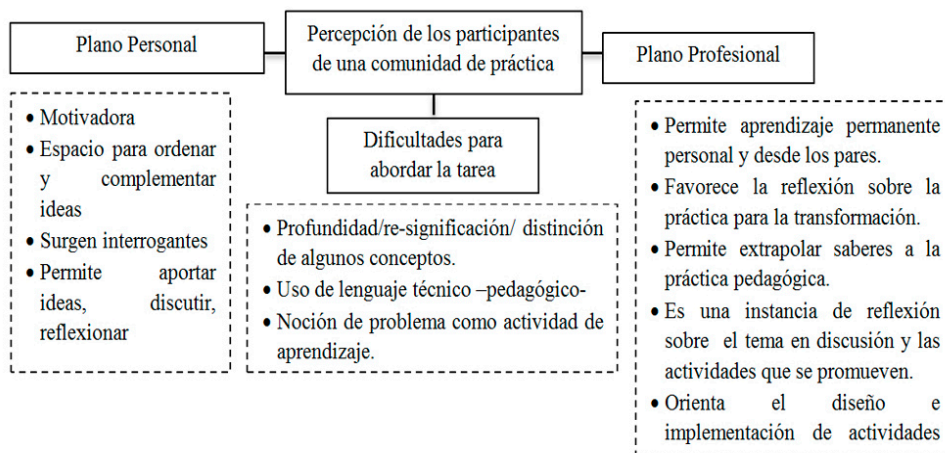 Plano Personal
Percepción de los participantes
de una comunidad de práctica
Plano Profesional
• Motivadora
• Espacio para ordenar
y complementar
ideas
• Surgen interrogantes
• Permite aportar
ideas, discutir,
reflexionar
Dificultades para
abordar la tarea
• Profundidad/re-significación/ distinción
de algunos conceptos.
• Uso de lenguaje técnico –pedagógico-
• Noción de problema como actividad de
aprendizaje.
• Permite aprendizaje permanente
personal y desde los pares.
• Favorece la reflexión sobre la
práctica para la transformación.
• Permite extrapolar saberes a la
práctica pedagógica.
• Es una instancia de reflexión
sobre el tema en discusión y las
actividades que se promueven.
• Orienta el diseño e
implementación de actividades